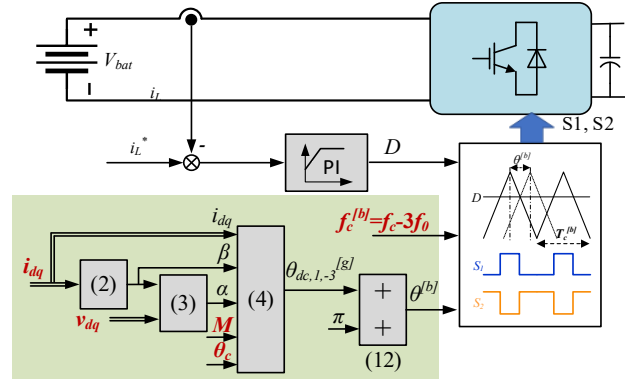 +
V_bat
−
i_L
S1, S2
i_L^*
-
PI
D
θ^[b]
D
T_c^[b]
S_1
S_2
f_c^[b]=f_c-3f_0
i_dq
β
α
M
θ_c
i_dq
v_dq
(2)
(3)
(4)
θ_dc,1,-3^[g]
π
+
+
(12)
θ^[b]